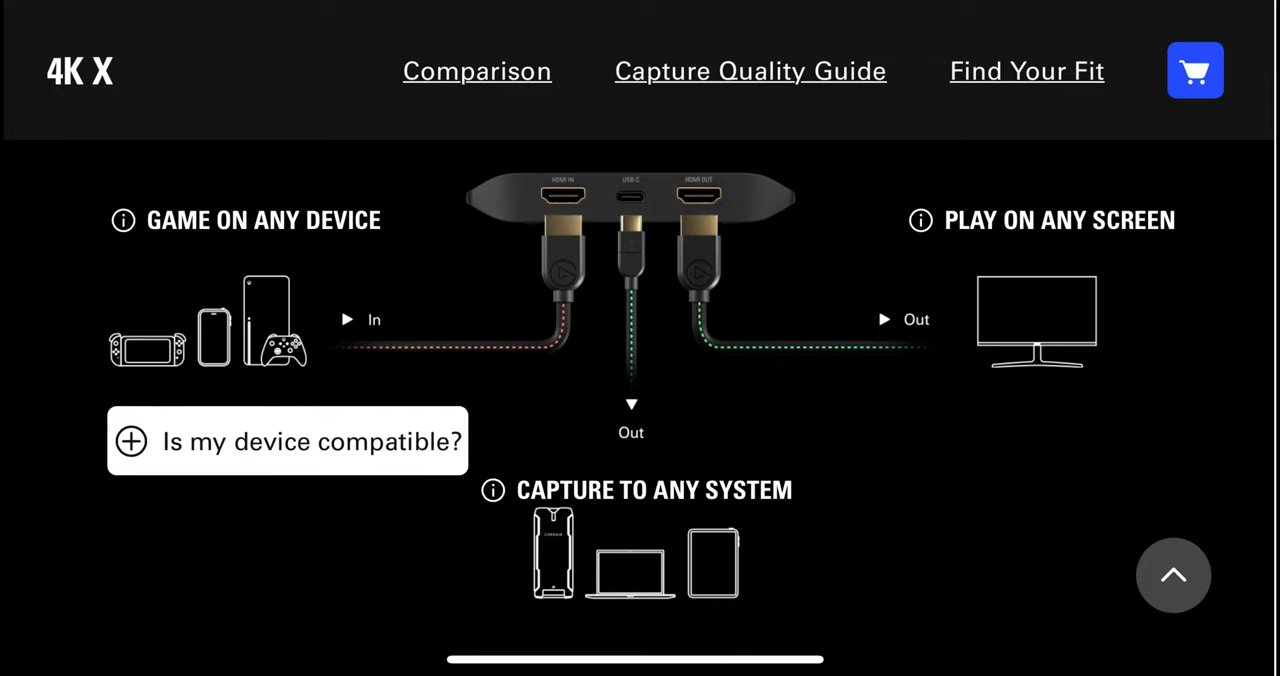 4K X
Comparison
Capture Quality Guide
Find Your Fit
HDMI IN
USB-C
HDMI OUT
GAME ON ANY DEVICE
PLAY ON ANY SCREEN
In
Out
Is my device compatible?
Out
CAPTURE TO ANY SYSTEM
CORSAIR